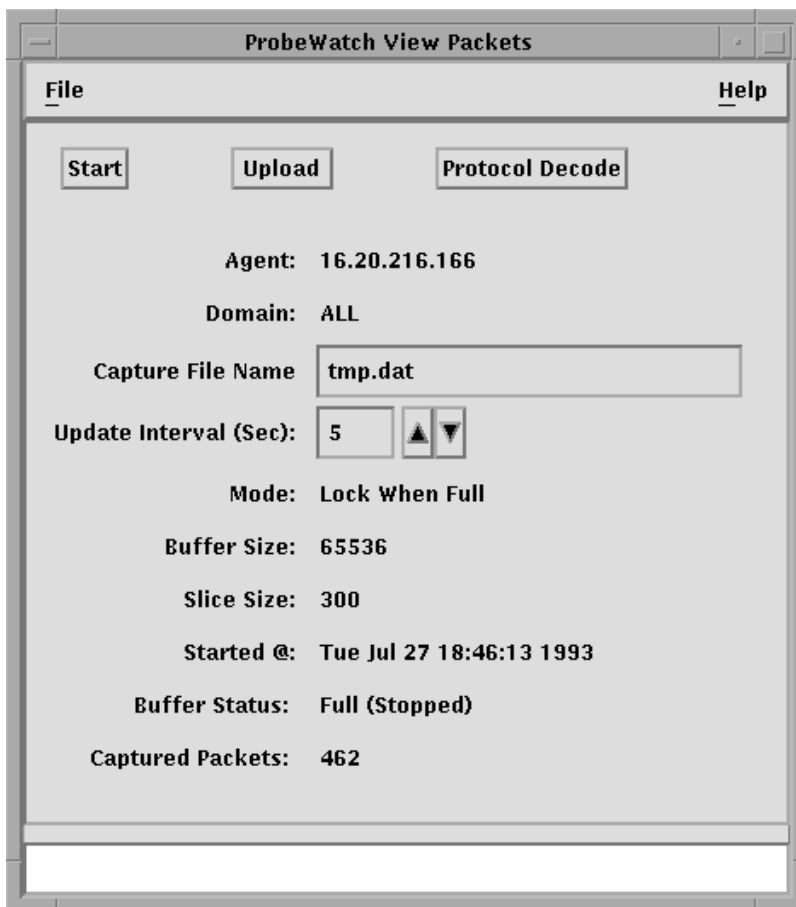 ProbeWatch View Packets
File Help
Start Upload Protocol Decode
Agent: 16.20.216.166
Domain: ALL
Capture File Name tmp.dat
Update Interval (Sec): 5
Mode: Lock When Full
Buffer Size: 65536
Slice Size: 300
Started @: Tue Jul 27 18:46:13 1993
Buffer Status: Full (Stopped)
Captured Packets: 462